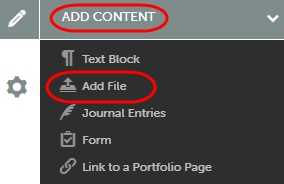 ADD CONTENT
Text Block
Add File
Journal Entries
Form
Link to a Portfolio Page